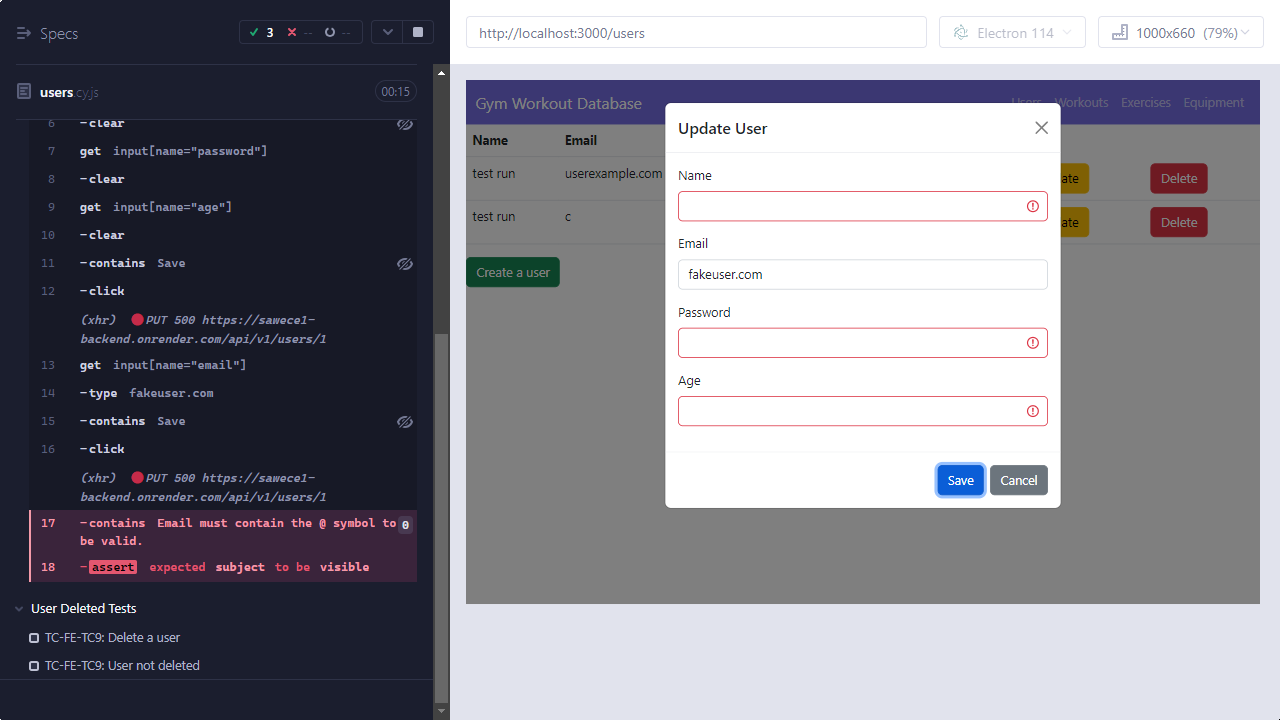 Specs
3
--
--
users.cy.js
00:15
6 -clear
7 get input[name="password"]
8 -clear
9 get input[name="age"]
10 -clear
11 -contains Save
12 -click
(xhr) PUT 500 https://sawecel-
backend.onrender.com/api/v1/users/1
13 get input[name="email"]
14 -type fakeuser.com
15 -contains Save
16 -click
(xhr) PUT 500 https://sawecel-
backend.onrender.com/api/v1/users/1
17 -contains Email must contain the @ symbol to 0
be valid.
18 -assert expected subject to be visible
User Deleted Tests
TC-FE-TC9: Delete a user
TC-FE-TC9: User not deleted
http://localhost:3000/users
Electron 114
1000x660 (79%)
Gym Workout Database
Users Workouts Exercises Equipment
Name Email
test run userexample.com ate Delete
test run c ate Delete
Create a user
Update User
Name
Email
fakeuser.com
Password
Age
Save Cancel